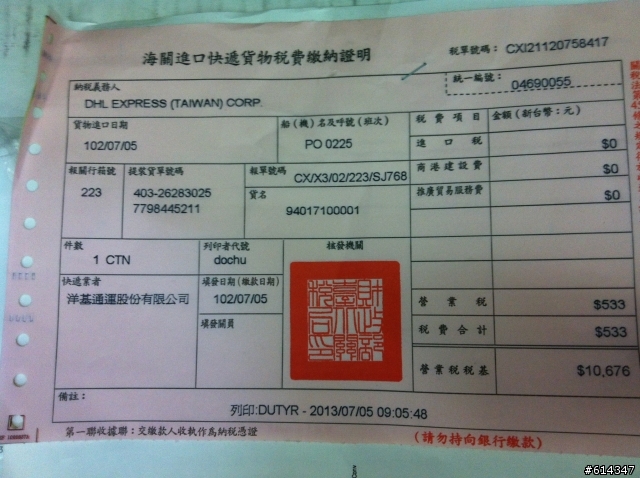 海關進口快遞貨物稅費繳納證明
稅單號碼：CXI21120758417
納稅義務人
DHL EXPRESS (TAIWAN) CORP.
統一編號：
04690055
貨物進口日期
102/07/05
船(機)名及呼號(班次)
PO 0225
稅費項目
金額(新台幣：元)
進口稅
$0
商港建設費
$0
推廣貿易服務費
$0
報關行箱號
223
提裝貨單號碼
403-26283025
7798445211
報單號碼
CX/X3/02/223/SJ768
貨名
94017100001
件數
1 CTN
列印者代號
dochu
核發機關
快遞業者
洋基通運股份有限公司
填發日期(繳款日期)
102/07/05
填發關員
營業稅
$533
稅費合計
$533
營業稅稅基
$10,676
備註：
列印:DUTYR - 2013/07/05 09:05:48
第一聯收據聯：交繳款人收執作為納稅憑證
(請勿持向銀行繳款)
#614347